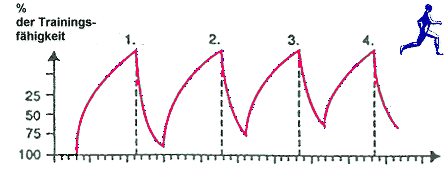 %
der Trainings-
fähigkeit
1. 2. 3. 4.
25
50
75
100